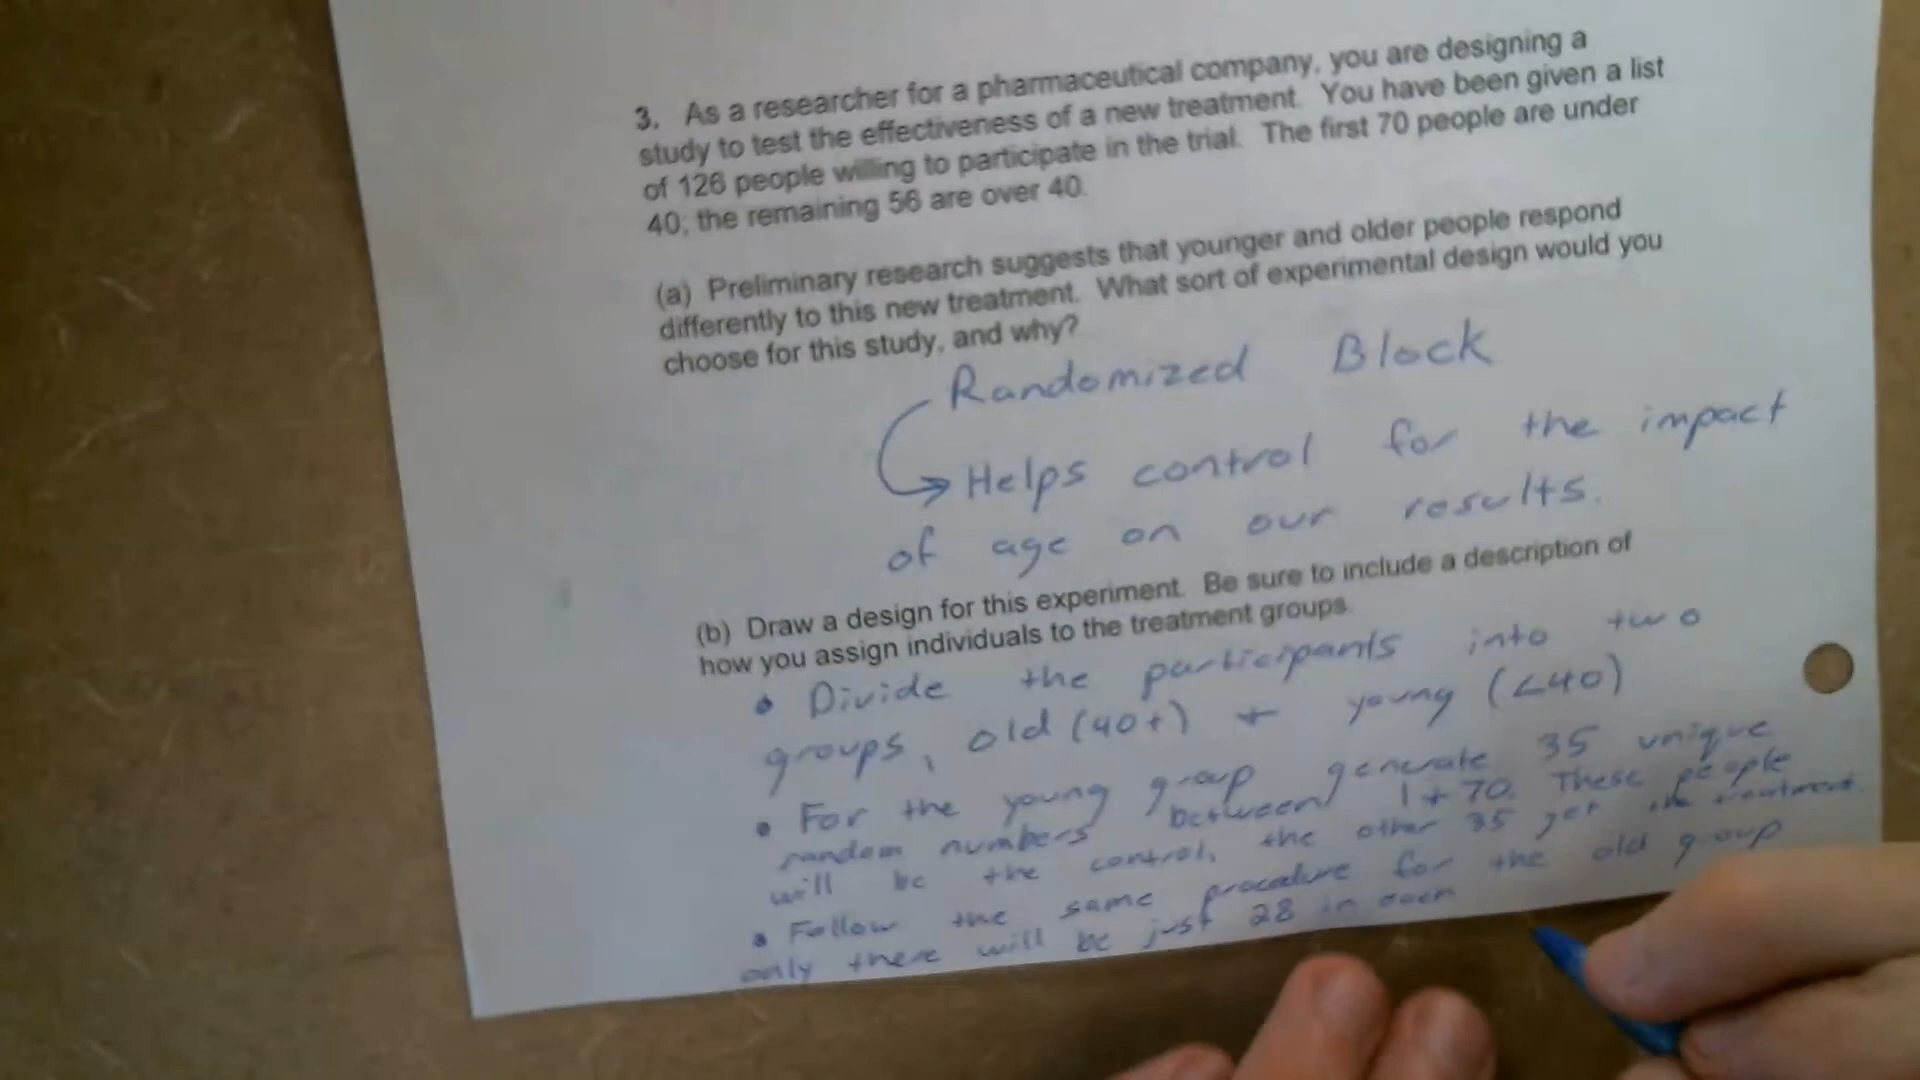 3. As a researcher for a pharmaceutical company, you are designing a
study to test the effectiveness of a new treatment. You have been given a list
of 126 people willing to participate in the trial. The first 70 people are under
40; the remaining 56 are over 40.
(a) Preliminary research suggests that younger and older people respond
differently to this new treatment. What sort of experimental design would you
choose for this study, and why?
Randomized Block
→ Helps control for the impact
of age on our results.
(b) Draw a design for this experiment. Be sure to include a description of
how you assign individuals to the treatment groups.
• Divide the participants into two
groups, old (40+) + young (<40)
• For the young group generate 35 unique
random numbers between 1 + 70. These people
will be the control, the other 35 get the treatment.
• Follow the same procedure for the old group
only there will be just 28 in each